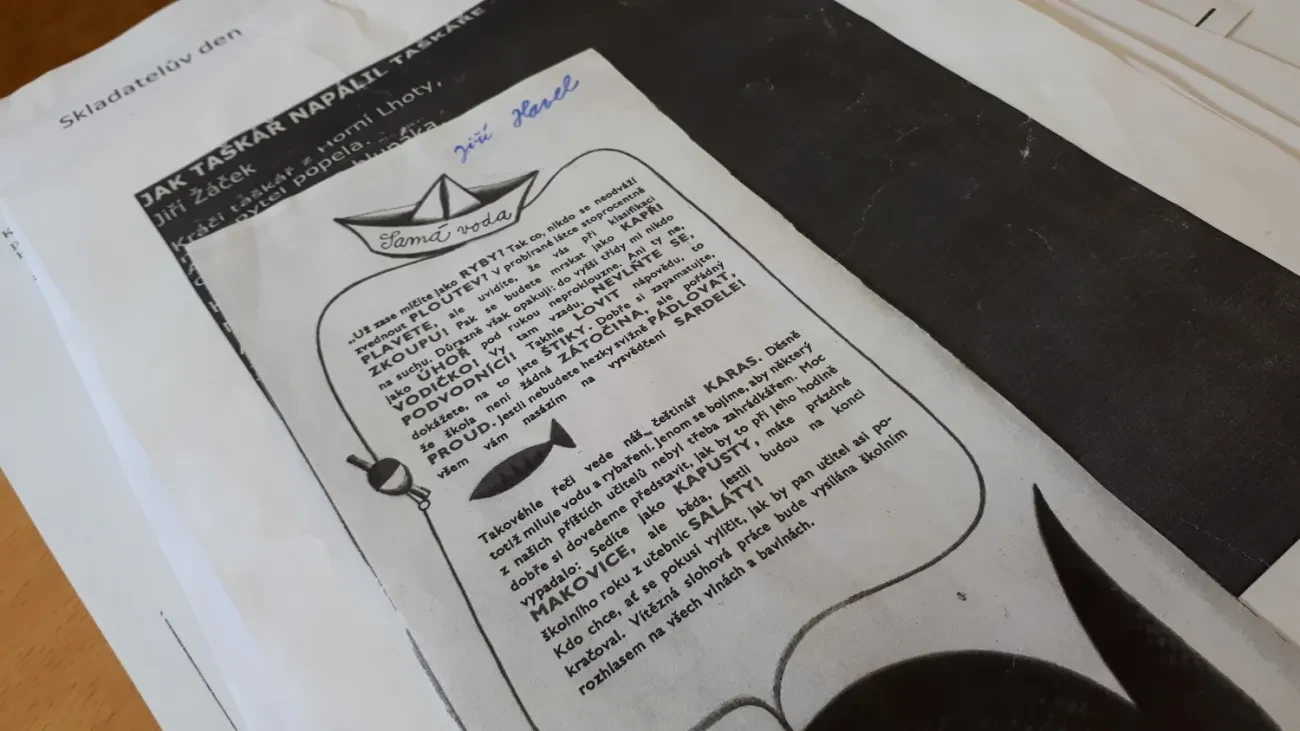 Skladatelův den
JAK TAŠKÁŘ NAPÁLIL TAŠKÁŘE
Jiří Žáček
Kráčí taškář z Horní Lhoty,
pytel popela.
Jiří Havel
Samá voda
„Už zase mlčíte jako RYBY? Tak co, nikdo se neodváží
zvednout PLOUTEV? V probírané látce stoprocentně
PLAVETE, ale uvidíte, že vás při klasifikaci
ZKOUPU! Pak se budete mrskat jako KAPŘI
na suchu. Důrazně však opakuji: do vyšší třídy mi nikdo
jako ÚHOŘ pod rukou neproklouzne. Ani ty ne,
VODIČKO! Vy tam vzadu, NEVLŇTE SE,
PODVODNÍCI! Takhle LOVIT nápovědu, to
dokážete, na to jste ŠTIKY. Dobře si zapamatujte,
že škola není žádná ZÁTOČINA, ale pořádný
PROUD. Jestli nebudete hezky svižně PÁDLOVAT,
všem vám nasázím na vysvědčení SARDELE!
Takovéhle řeči vede náš češtinář KARAS. Děsně
totiž miluje vodu a rybaření. Jenom se bojíme, aby některý
z našich příštích učitelů nebyl třeba zahrádkářem. Moc
dobře si dovedeme představit, jak by to při jeho hodině
vypadalo: Sedíte jako KAPUSTY, máte prázdné
MAKOVICE, ale běda, jestli budou na konci
školního roku z učebnic SALÁTY!
Kdo chce, ať se pokusí vylíčit, jak by pan učitel asi po-
kračoval. Vítězná slohová práce bude vysílána školním
rozhlasem na všech vlnách a bavlnách.